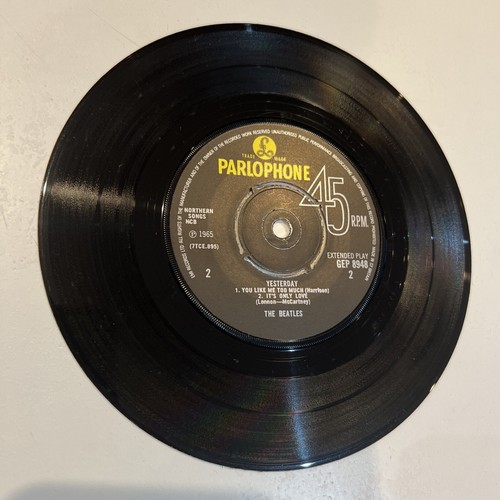 TRADE MARK
PARLOPHONE
45
R.P.M.
NORTHERN
SONGS
NCB
℗ 1965
(7TCE.895)
2
EXTENDED PLAY
GEP 8948
2
YESTERDAY
1. YOU LIKE ME TOO MUCH (Harrison)
2. IT'S ONLY LOVE
(Lennon—McCartney)
THE BEATLES